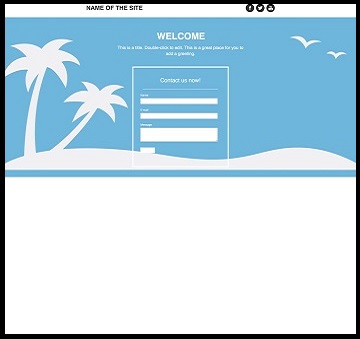 NAME OF THE SITE
WELCOME
This is a title. Double-click to edit. This is a great place for you to
add a greeting.
Contact us now!
Name
E-mail
Message